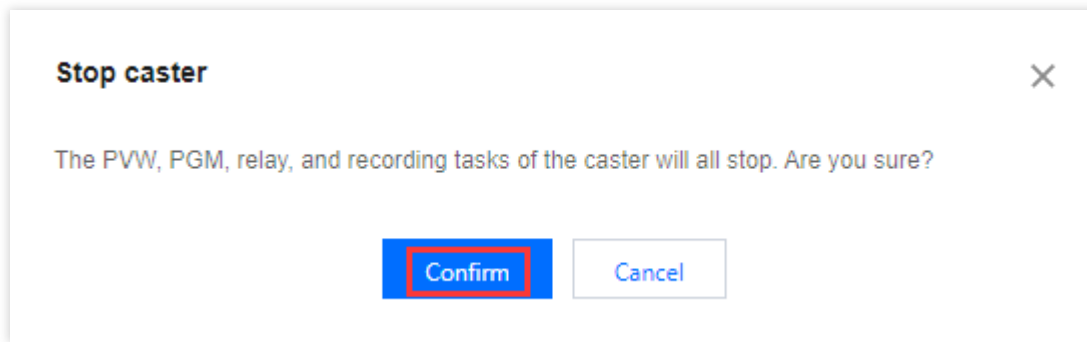 Stop caster
The PVW, PGM, relay, and recording tasks of the caster will all stop. Are you sure?
Confirm
Cancel